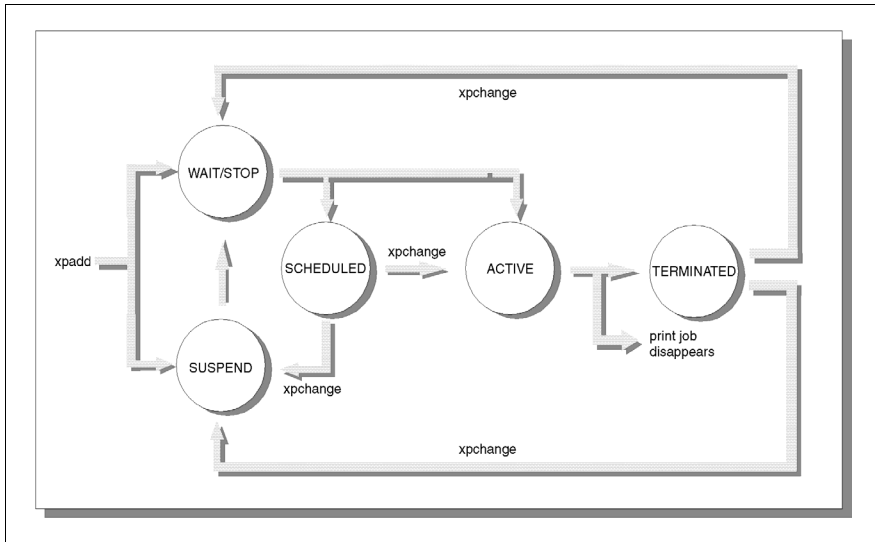 xpchange
WAIT/STOP
xpadd
SCHEDULED
xpchange
ACTIVE
TERMINATED
print job
disappears
SUSPEND
xpchange
xpchange